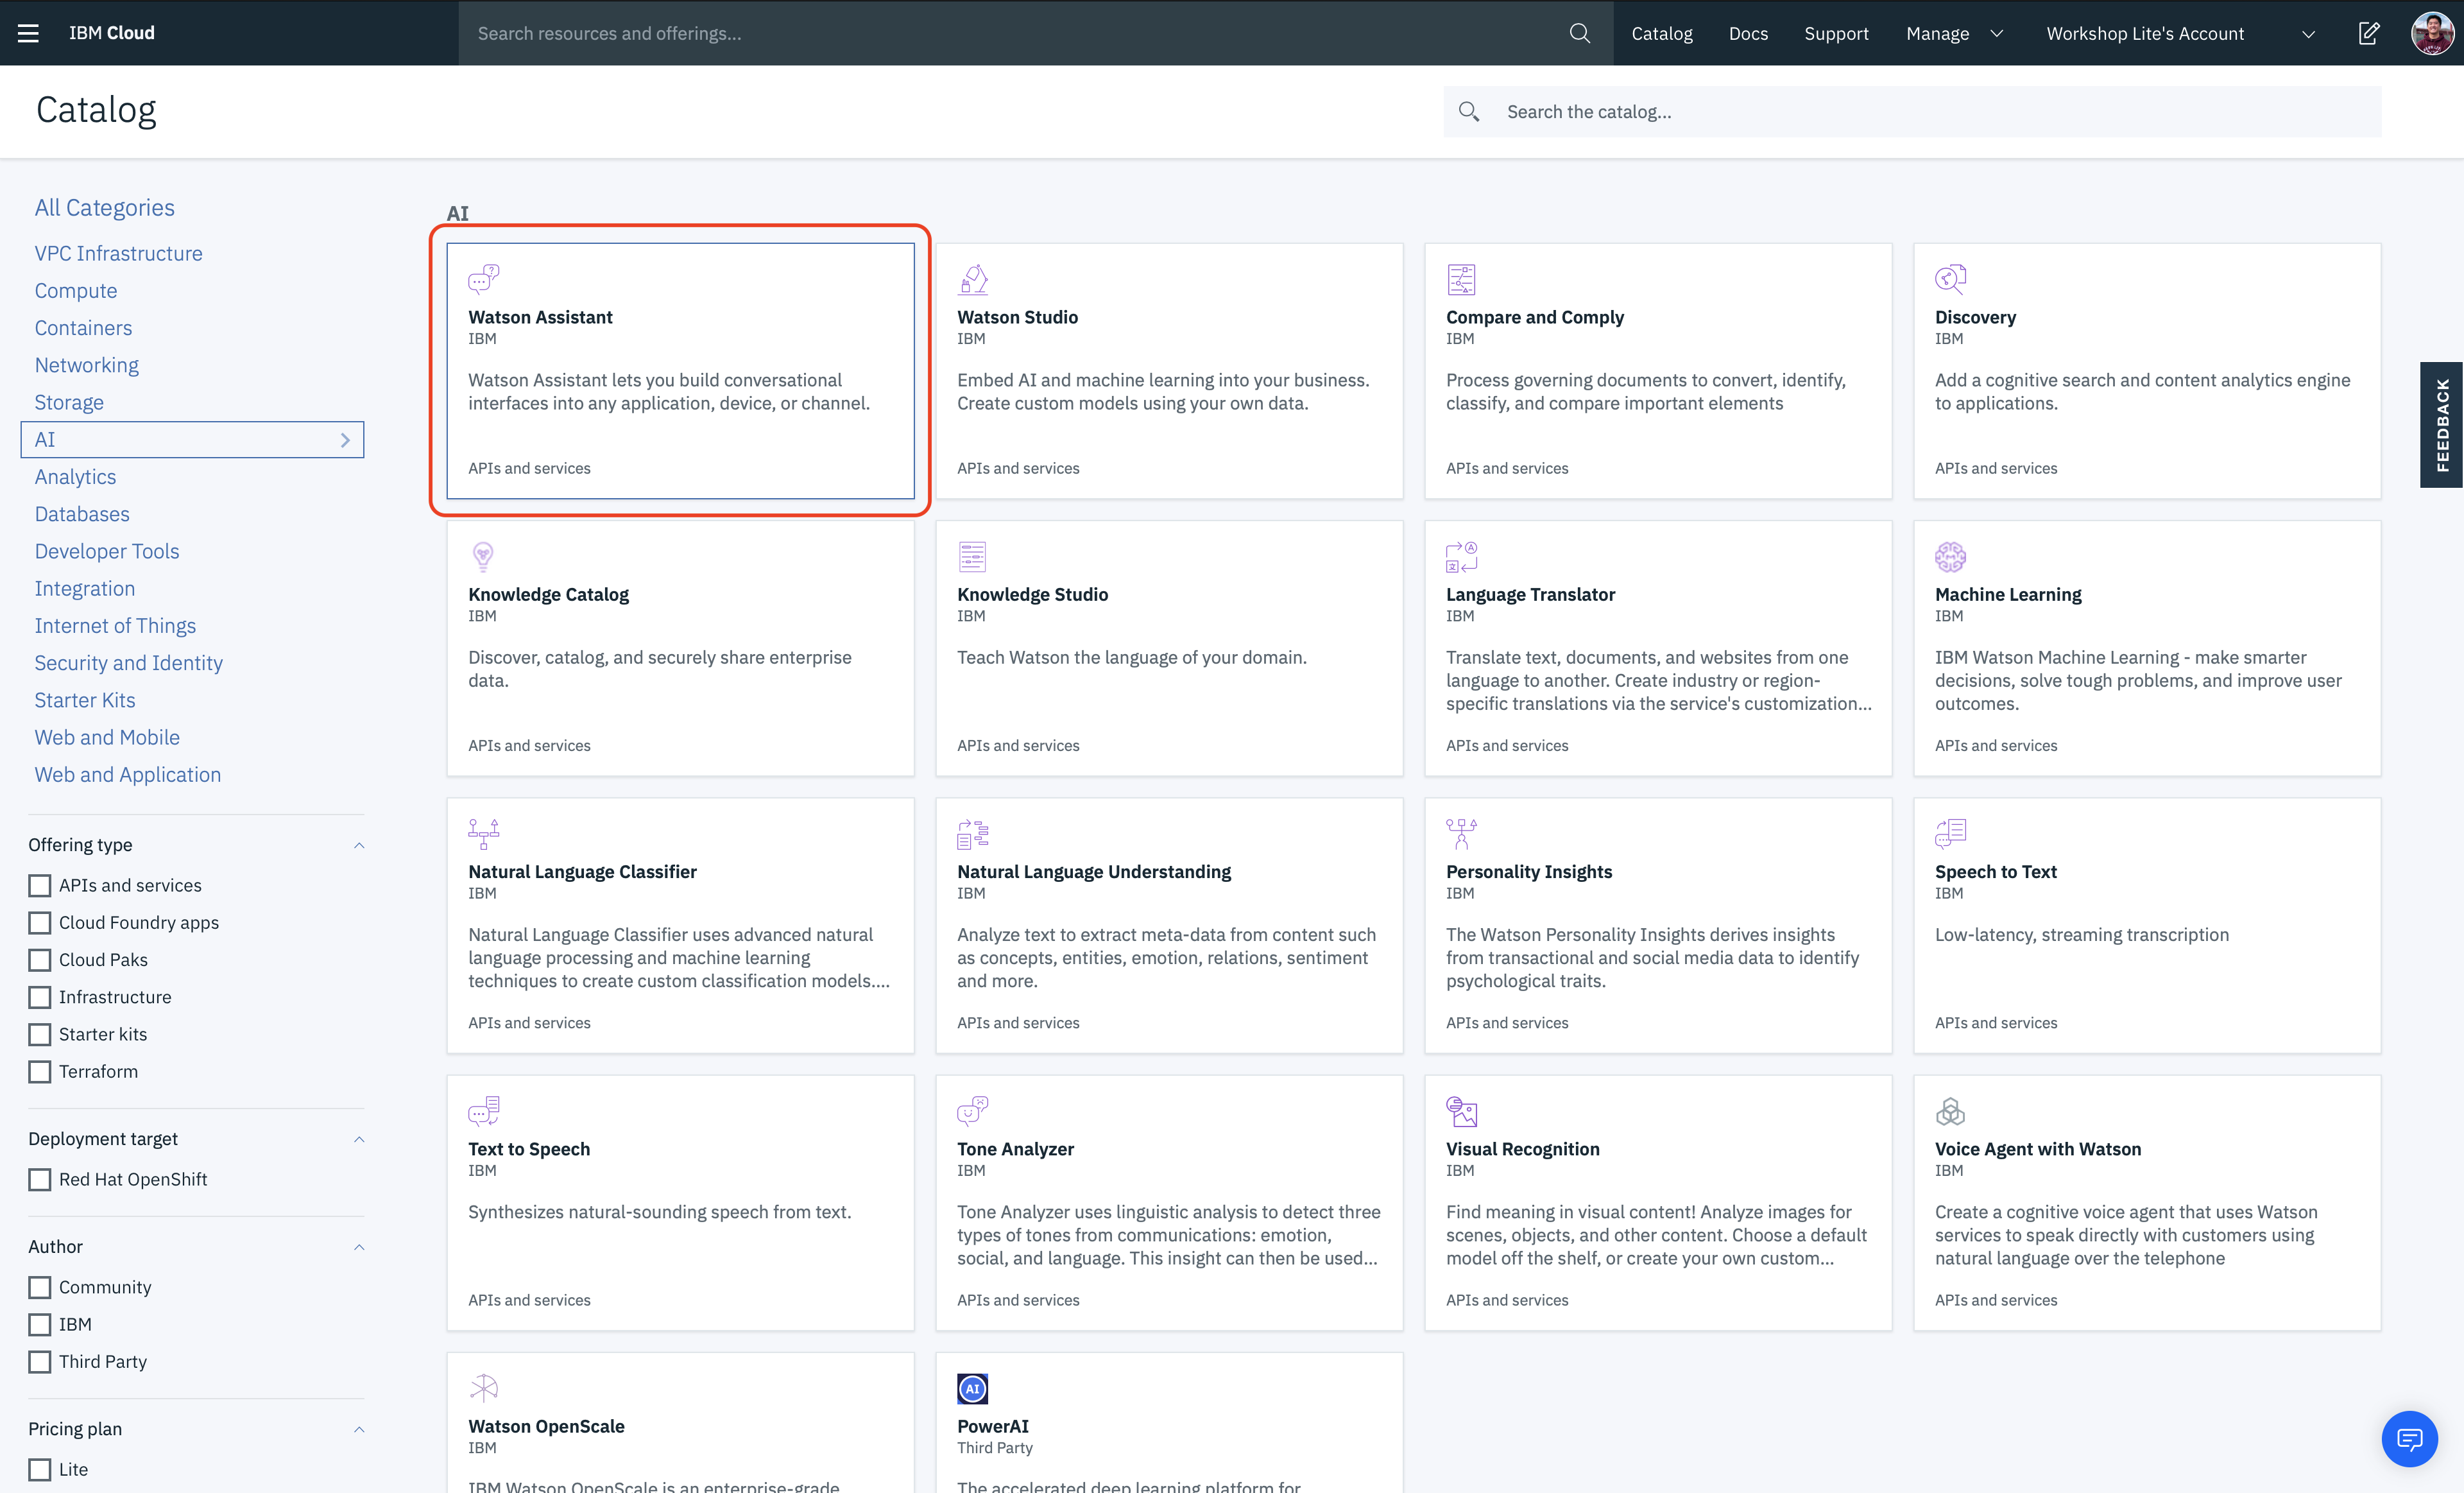 IBM Cloud
Search resources and offerings...
Catalog
Docs
Support
Manage
Workshop Lite's Account
Catalog
Search the catalog...
All Categories
VPC Infrastructure
Compute
Containers
Networking
Storage
AI
Analytics
Databases
Developer Tools
Integration
Internet of Things
Security and Identity
Starter Kits
Web and Mobile
Web and Application
Offering type
APIs and services
Cloud Foundry apps
Cloud Paks
Infrastructure
Starter kits
Terraform
Deployment target
Red Hat OpenShift
Author
Community
IBM
Third Party
Pricing plan
Lite
AI
Watson Assistant
IBM
Watson Assistant lets you build conversational
interfaces into any application, device, or channel.
APIs and services
Watson Studio
IBM
Embed AI and machine learning into your business.
Create custom models using your own data.
APIs and services
Compare and Comply
IBM
Process governing documents to convert, identify,
classify, and compare important elements
APIs and services
Discovery
IBM
Add a cognitive search and content analytics engine
to applications.
APIs and services
Knowledge Catalog
IBM
Discover, catalog, and securely share enterprise
data.
APIs and services
Knowledge Studio
IBM
Teach Watson the language of your domain.
APIs and services
Language Translator
IBM
Translate text, documents, and websites from one
language to another. Create industry or region-
specific translations via the service's customization...
APIs and services
Machine Learning
IBM
IBM Watson Machine Learning - make smarter
decisions, solve tough problems, and improve user
outcomes.
APIs and services
Natural Language Classifier
IBM
Natural Language Classifier uses advanced natural
language processing and machine learning
techniques to create custom classification models....
APIs and services
Natural Language Understanding
IBM
Analyze text to extract meta-data from content such
as concepts, entities, emotion, relations, sentiment
and more.
APIs and services
Personality Insights
IBM
The Watson Personality Insights derives insights
from transactional and social media data to identify
psychological traits.
APIs and services
Speech to Text
IBM
Low-latency, streaming transcription
APIs and services
Text to Speech
IBM
Synthesizes natural-sounding speech from text.
APIs and services
Tone Analyzer
IBM
Tone Analyzer uses linguistic analysis to detect three
types of tones from communications: emotion,
social, and language. This insight can then be used...
APIs and services
Visual Recognition
IBM
Find meaning in visual content! Analyze images for
scenes, objects, and other content. Choose a default
model off the shelf, or create your own custom...
APIs and services
Voice Agent with Watson
IBM
Create a cognitive voice agent that uses Watson
services to speak directly with customers using
natural language over the telephone
APIs and services
Watson OpenScale
IBM
IBM Watson OpenScale is an enterprise-grade
AI
PowerAI
Third Party
The accelerated deep learning platform for
FEEDBACK